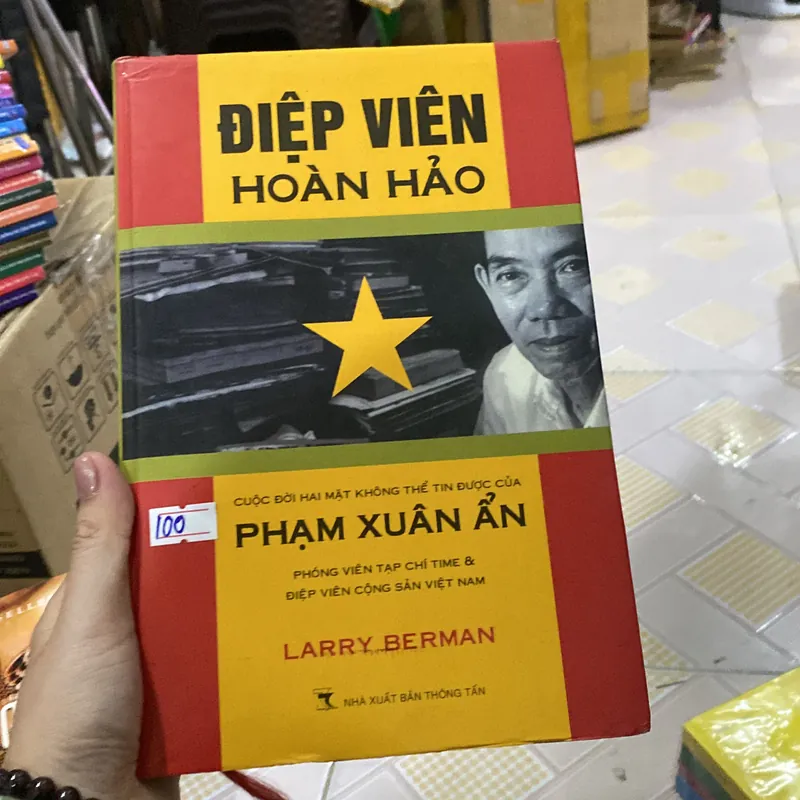 ĐIỆP VIÊN
HOÀN HẢO
CUỘC ĐỜI HAI MẶT KHÔNG THỂ TIN ĐƯỢC CỦA
100
PHẠM XUÂN ẨN
PHÓNG VIÊN TẠP CHÍ TIME &
ĐIỆP VIÊN CỘNG SẢN VIỆT NAM
LARRY BERMAN
NHÀ XUẤT BẢN THÔNG TẤN